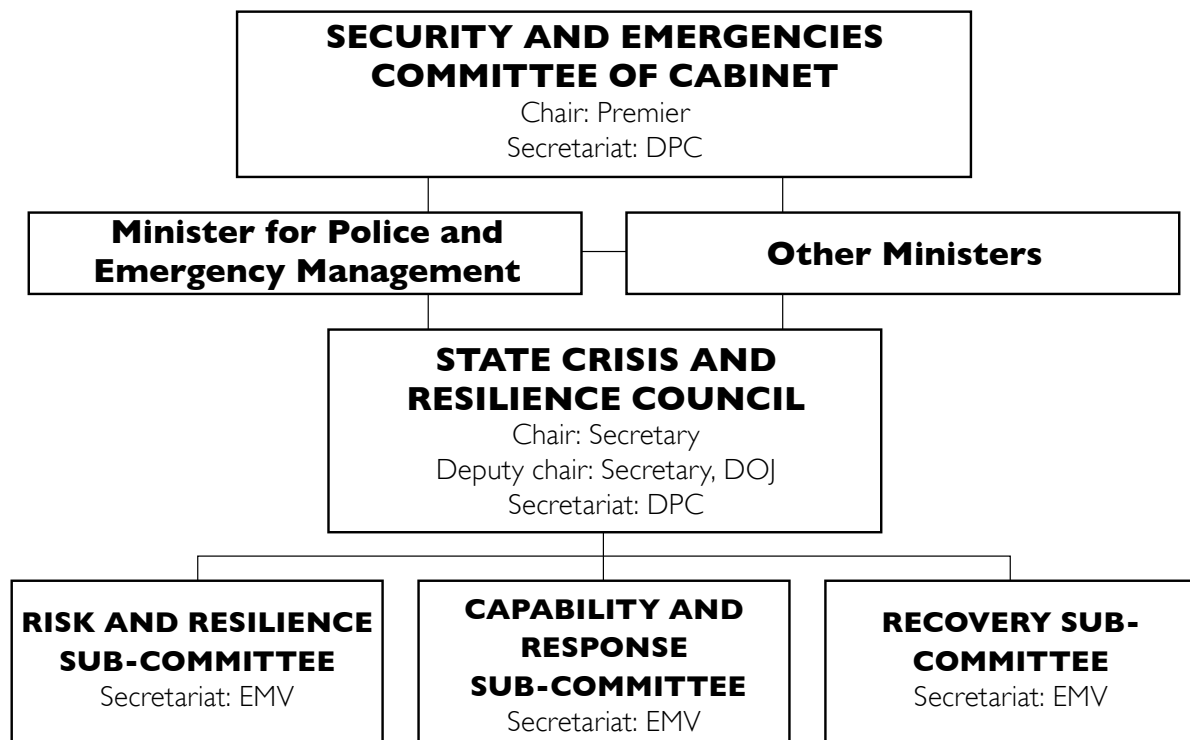 SECURITY AND EMERGENCIES
COMMITTEE OF CABINET
Chair: Premier
Secretariat: DPC
Minister for Police and
Emergency Management
Other Ministers
STATE CRISIS AND
RESILIENCE COUNCIL
Chair: Secretary
Deputy chair: Secretary, DOJ
Secretariat: DPC
RISK AND RESILIENCE
SUB-COMMITTEE
Secretariat: EMV
CAPABILITY AND
RESPONSE
SUB-COMMITTEE
Secretariat: EMV
RECOVERY SUB-
COMMITTEE
Secretariat: EMV